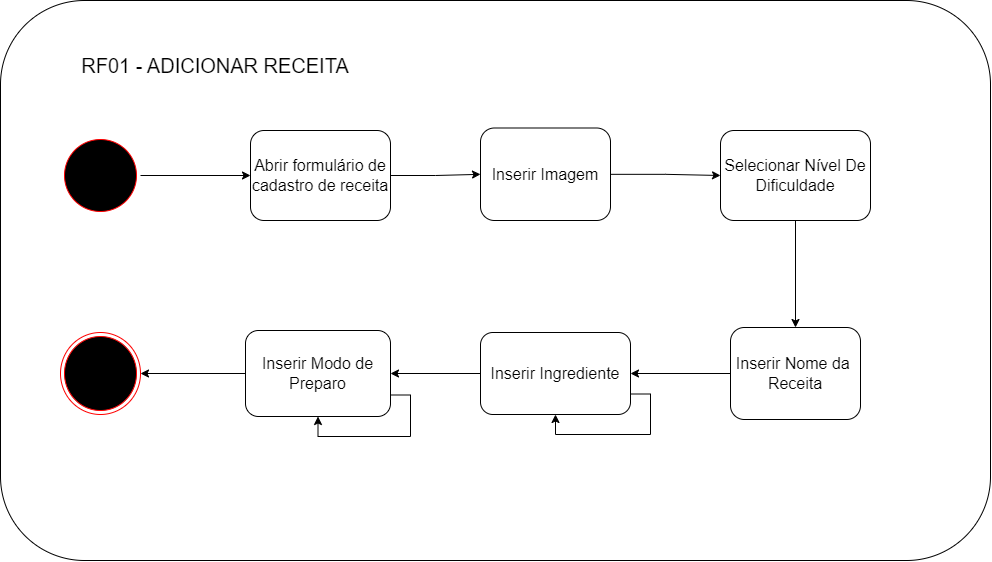 RF01 - ADICIONAR RECEITA
Abrir formulário de
cadastro de receita
Inserir Imagem
Selecionar Nível De
Dificuldade
Inserir Nome da
Receita
Inserir Ingrediente
Inserir Modo de
Preparo